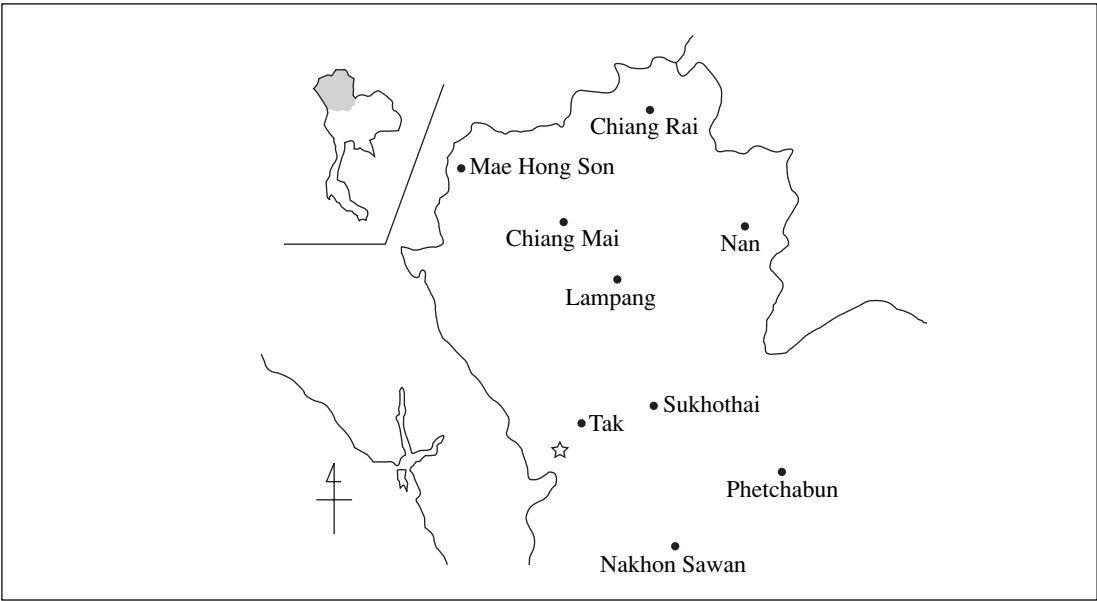 Chiang Rai
Mae Hong Son
Chiang Mai
Nan
Lampang
Sukhothai
Tak
Phetchabun
Nakhon Sawan